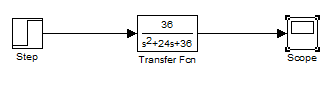 36
s²+24s+36
Step
Transfer Fcn
Scope